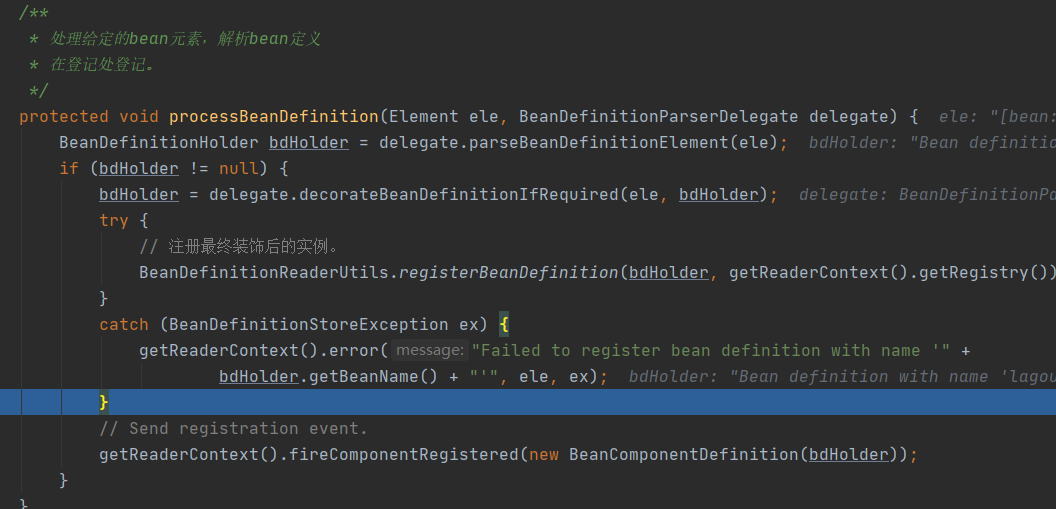 /**
* 处理给定的bean元素，解析bean定义
* 在登记处登记。
*/
protected void processBeanDefinition(Element ele, BeanDefinitionParserDelegate delegate) { ele: "[bean:
BeanDefinitionHolder bdHolder = delegate.parseBeanDefinitionElement(ele); bdHolder: "Bean definitio
if (bdHolder != null) {
bdHolder = delegate.decorateBeanDefinitionIfRequired(ele, bdHolder); delegate: BeanDefinitionPa
try {
// 注册最终装饰后的实例。
BeanDefinitionReaderUtils.registerBeanDefinition(bdHolder, getReaderContext().getRegistry())
}
catch (BeanDefinitionStoreException ex) {
getReaderContext().error( message: "Failed to register bean definition with name '" +
bdHolder.getBeanName() + "'", ele, ex); bdHolder: "Bean definition with name 'lagou
}
// Send registration event.
getReaderContext().fireComponentRegistered(new BeanComponentDefinition(bdHolder));
}
}